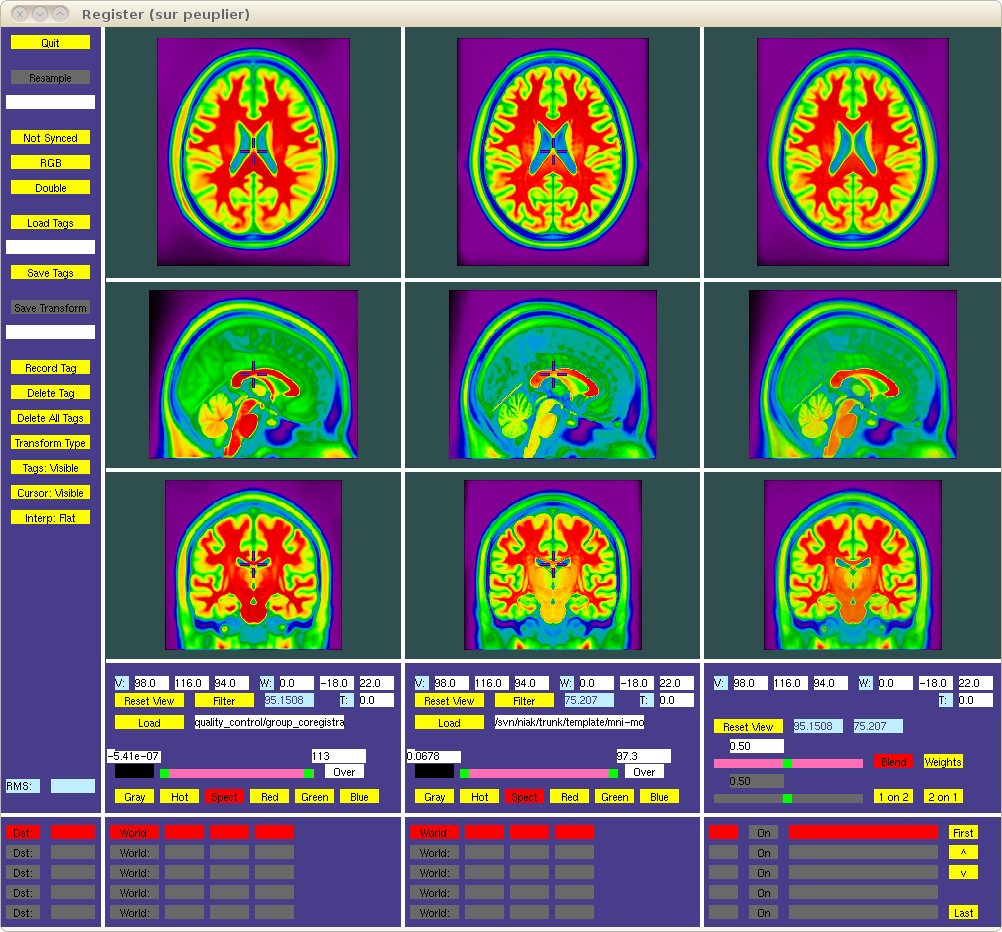 Register (sur peuplier)
Quit
Resample
Not Synced
RGB
Double
Load Tags
Save Tags
Save Transform
Record Tag
Delete Tag
Delete All Tags
Transform Type
Tags: Visible
Cursor: Visible
Interp: Flat
RMS:
V: 98.0 116.0 94.0 W: 0.0 -18.0 22.0
Reset View Filter 95.1508 T: 0.0
Load quality_control/group_coregistra
-5.41e-07 113
Over
Gray Hot Spect Red Green Blue
V: 98.0 116.0 94.0 W: 0.0 -18.0 22.0
Reset View Filter 75.207 T: 0.0
Load /svn/niak/trunk/template/mni-mo
0.0678 97.3
Over
Gray Hot Spect Red Green Blue
V: 98.0 116.0 94.0 W: 0.0 -18.0 22.0
T: 0.0
Reset View 95.1508 75.207
0.50
Blend Weights
0.50
1 on 2 2 on 1
Dst: World: World: On First
Dst: World: World: On ^
Dst: World: World: On v
Dst: World: World: On
Dst: World: World: On Last